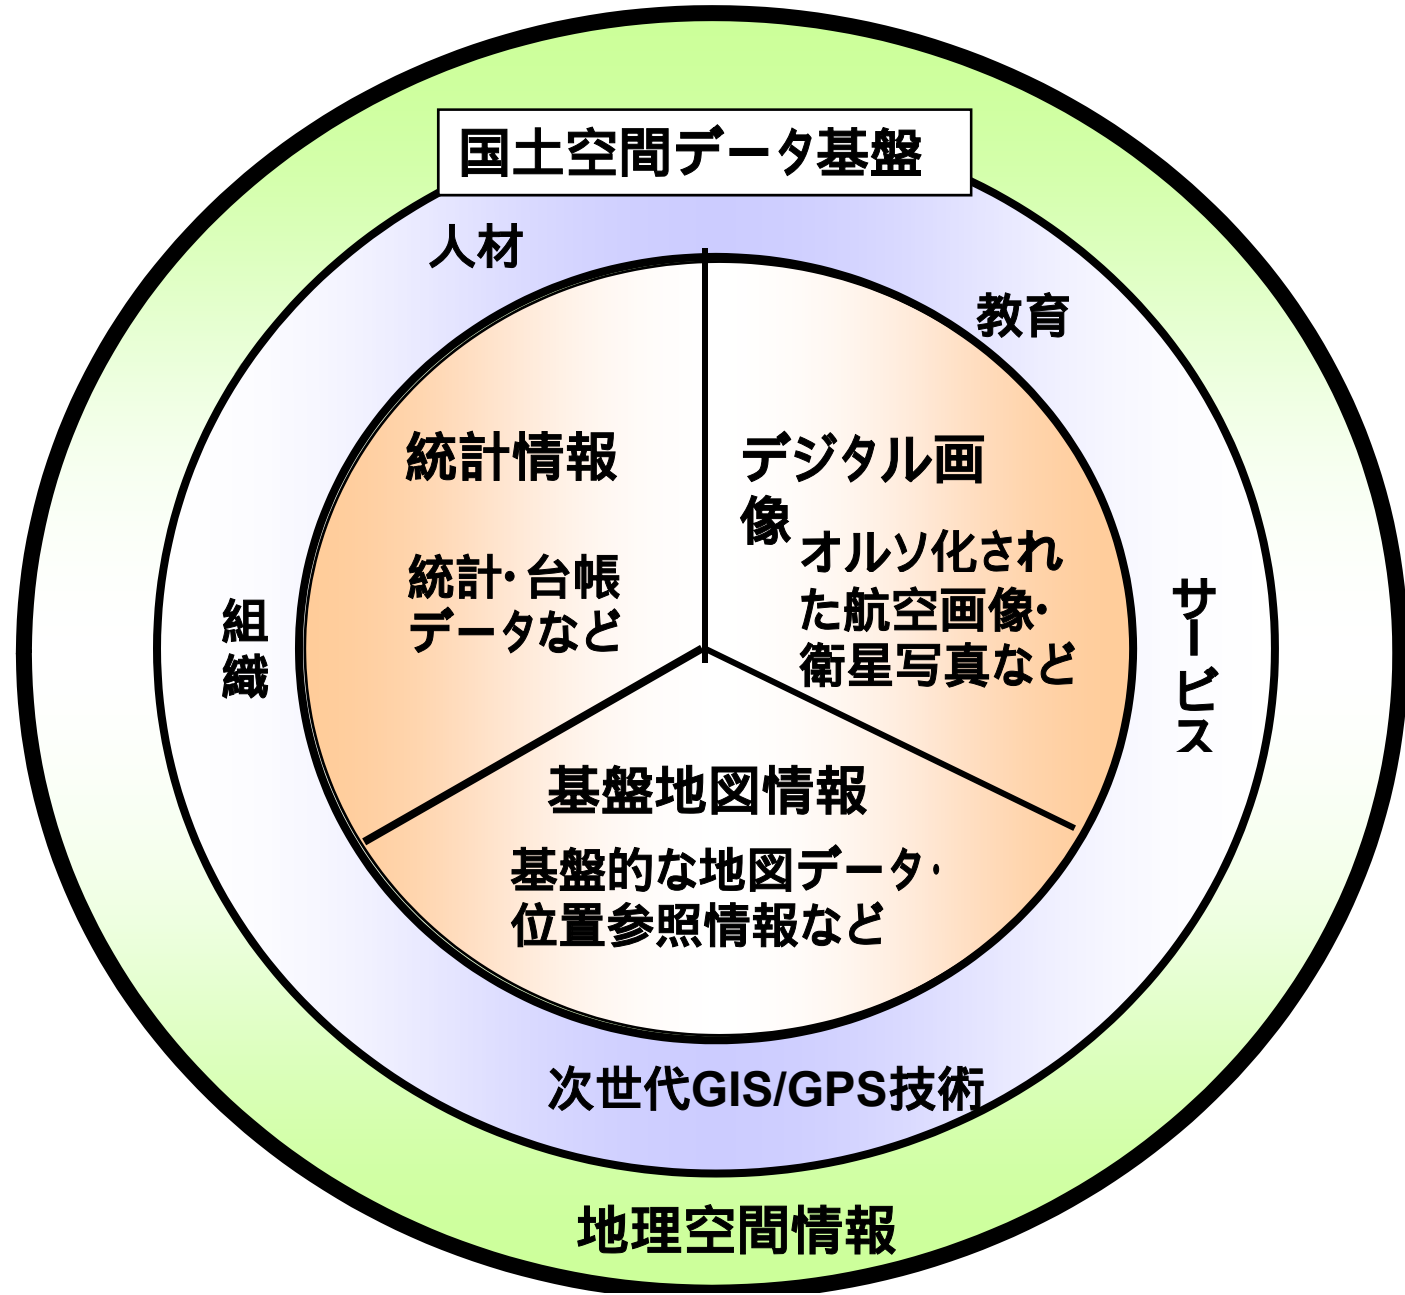 国土空間データ基盤
人材
教育
統計情報
統計・台帳
データなど
デジタル画
像
オルソ化され
た航空画像・
衛星写真など
組
織
サービス
基盤地図情報
基盤的な地図データ・
位置参照情報など
次世代GIS/GPS技術
地理空間情報